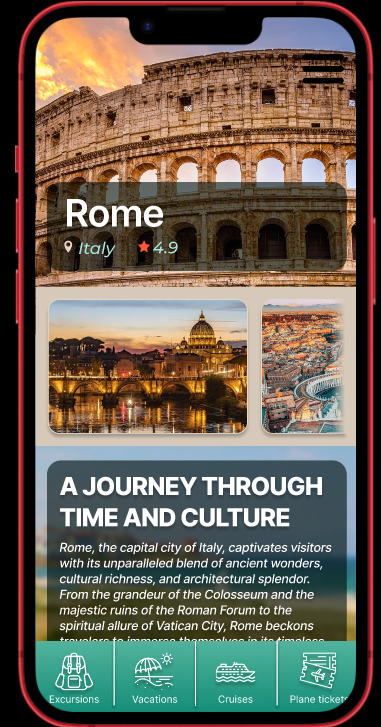 Rome
Italy 4.9
A JOURNEY THROUGH
TIME AND CULTURE
Rome, the capital city of Italy, captivates visitors
with its unparalleled blend of ancient wonders,
cultural richness, and architectural splendor.
From the grandeur of the Colosseum and the
majestic ruins of the Roman Forum to the
spiritual allure of Vatican City, Rome beckons
travelers to immerse themselves in its timeless
Excursions
Vacations
Cruises
Plane tickets